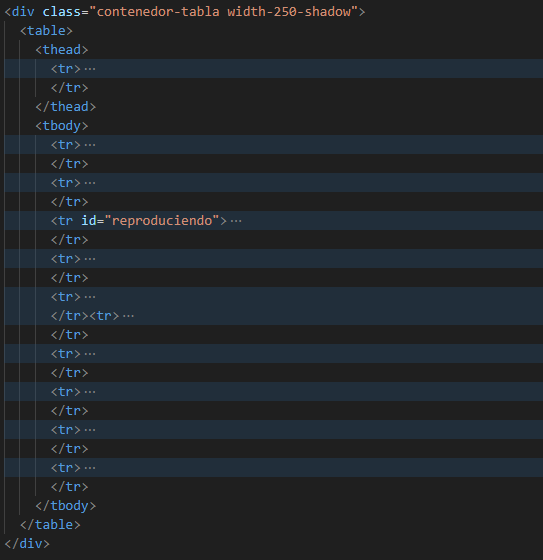 <div class="contenedor-tabla width-250-shadow">
<table>
<thead>
<tr>···
</tr>
</thead>
<tbody>
<tr>···
</tr>
<tr>···
</tr>
<tr id="reproduciendo">···
</tr>
<tr>···
</tr>
<tr>···
</tr><tr>···
</tr>
<tr>···
</tr>
<tr>···
</tr>
<tr>···
</tr>
<tr>···
</tr>
</tbody>
</table>
</div>